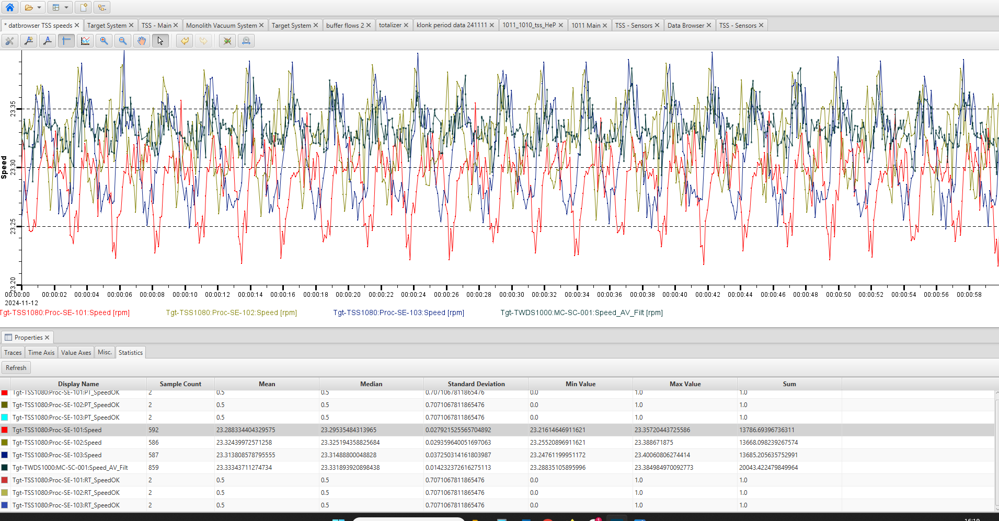 * datbrowser TSS speeds Target System TSS - Main Monolith Vacuum System Target System buffer flows 2 totalizer klonk period data 241111 1011_1010_tss_HeP 1011 Main TSS - Sensors Data Browser TSS - Sensors
Speed
23.35
23.30
23.25
23.20
00:00:00 00:00:02 00:00:04 00:00:06 00:00:08 00:00:10 00:00:12 00:00:14 00:00:16 00:00:18 00:00:20 00:00:22 00:00:24 00:00:26 00:00:28 00:00:30 00:00:32 00:00:34 00:00:36 00:00:38 00:00:40 00:00:42 00:00:44 00:00:46 00:00:48 00:00:50 00:00:52 00:00:54 00:00:56 00:00:58
2024-11-12
Tgt-TSS1080:Proc-SE-101:Speed [rpm] Tgt-TSS1080:Proc-SE-102:Speed [rpm] Tgt-TSS1080:Proc-SE-103:Speed [rpm] Tgt-TWDS1000:MC-SC-001:Speed_AV_Filt [rpm]
Properties
Traces Time Axis Value Axes Misc. Statistics
Refresh
Display Name Sample Count Mean Median Standard Deviation Min Value Max Value Sum
Tgt-TSS1080:Proc-SE-101:PT_SpeedOK 2 0.5 0.5 0.7071067811865476 0.0 1.0 1.0
Tgt-TSS1080:Proc-SE-102:PT_SpeedOK 2 0.5 0.5 0.7071067811865476 0.0 1.0 1.0
Tgt-TSS1080:Proc-SE-103:PT_SpeedOK 2 0.5 0.5 0.7071067811865476 0.0 1.0 1.0
Tgt-TSS1080:Proc-SE-101:Speed 592 23.288334404329575 23.29535484313965 0.027921525565704892 23.21614646911621 23.35720443725586 13786.69396736311
Tgt-TSS1080:Proc-SE-102:Speed 586 23.32439972571258 23.325194358825684 0.029359640051697063 23.25520896911621 23.388671875 13668.098239267574
Tgt-TSS1080:Proc-SE-103:Speed 587 23.313808578795555 23.31488800048828 0.037250314161803987 23.24761199951172 23.40060806274414 13685.205635752991
Tgt-TWDS1000:MC-SC-001:Speed_AV_Filt 859 23.33343711274734 23.331893920898438 0.014232372616275113 23.28835105895996 23.384984970092773 20043.422479849964
Tgt-TSS1080:Proc-SE-101:RT_SpeedOK 2 0.5 0.5 0.7071067811865476 0.0 1.0 1.0
Tgt-TSS1080:Proc-SE-102:RT_SpeedOK 2 0.5 0.5 0.7071067811865476 0.0 1.0 1.0
Tgt-TSS1080:Proc-SE-103:RT_SpeedOK 2 0.5 0.5 0.7071067811865476 0.0 1.0 1.0
1